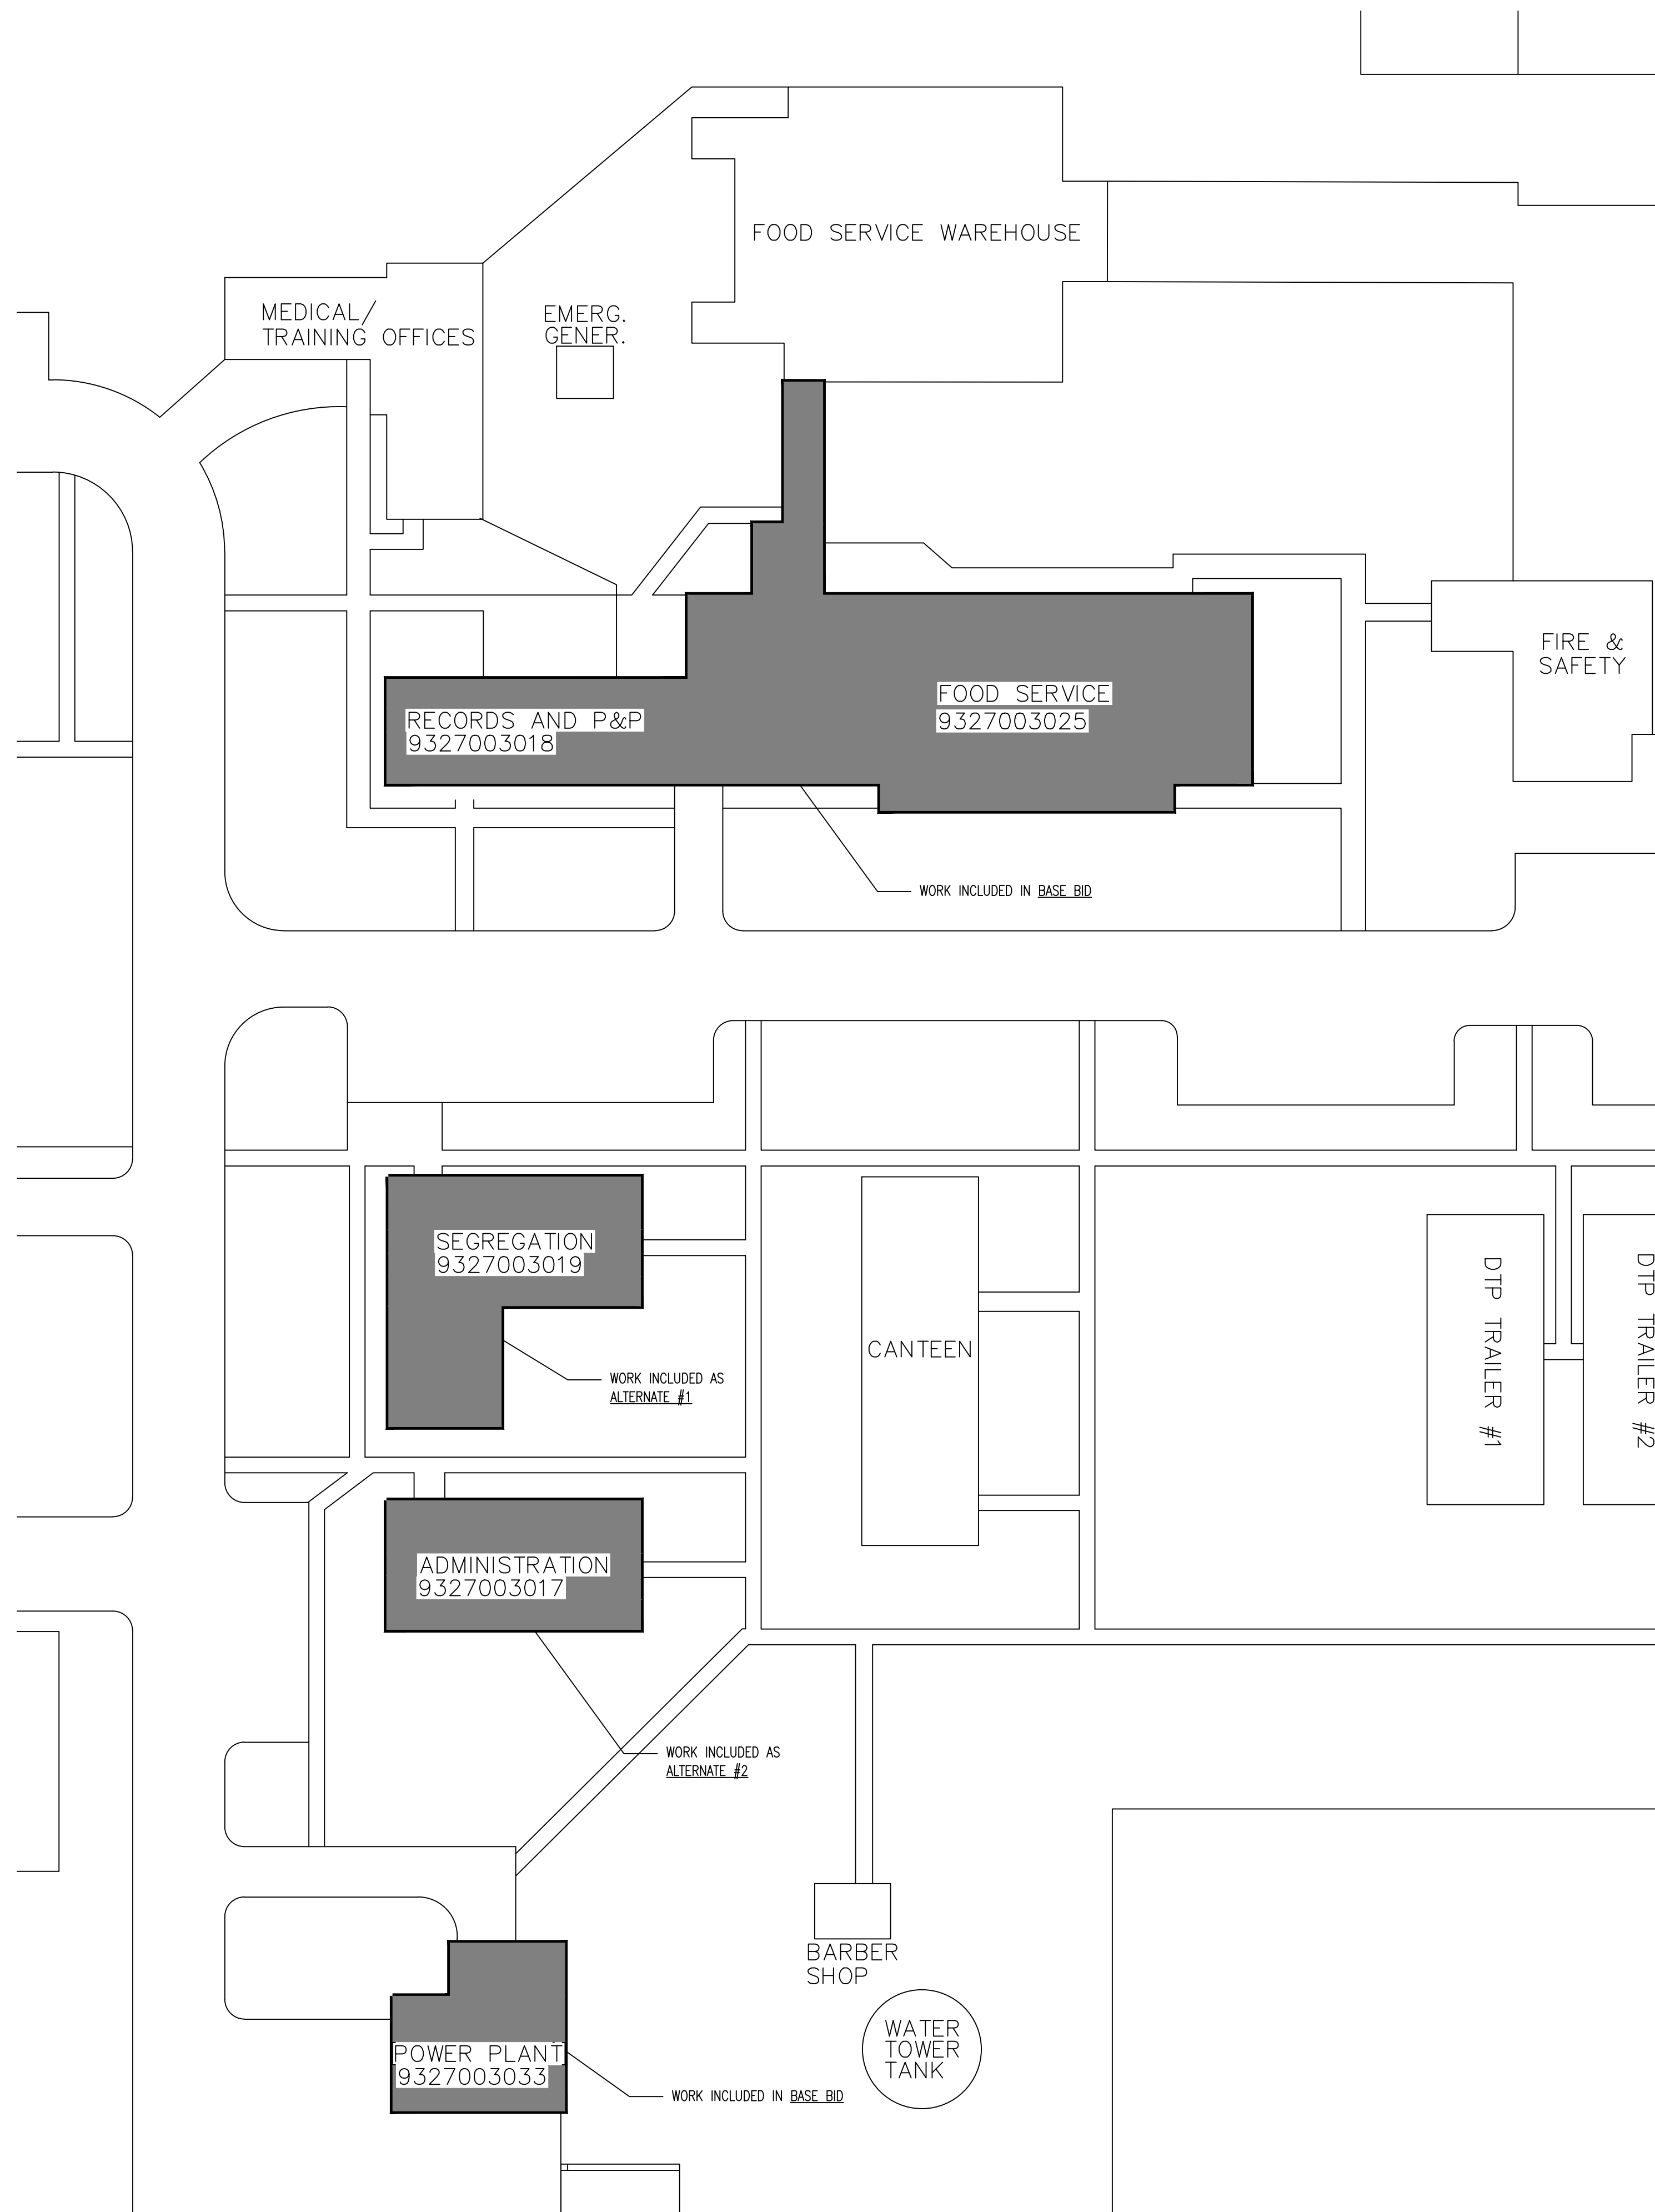 FOOD SERVICE WAREHOUSE
MEDICAL/
TRAINING OFFICES
EMERG.
GENER.
FIRE &
SAFETY
RECORDS AND P&P
9327003018
FOOD SERVICE
9327003025
WORK INCLUDED IN BASE BID
SEGREGATION
9327003019
WORK INCLUDED AS
ALTERNATE #1
CANTEEN
DTP TRAILER #1
DTP TRAILER #2
ADMINISTRATION
9327003017
WORK INCLUDED AS
ALTERNATE #2
BARBER
SHOP
WATER
TOWER
TANK
POWER PLANT
9327003033
WORK INCLUDED IN BASE BID